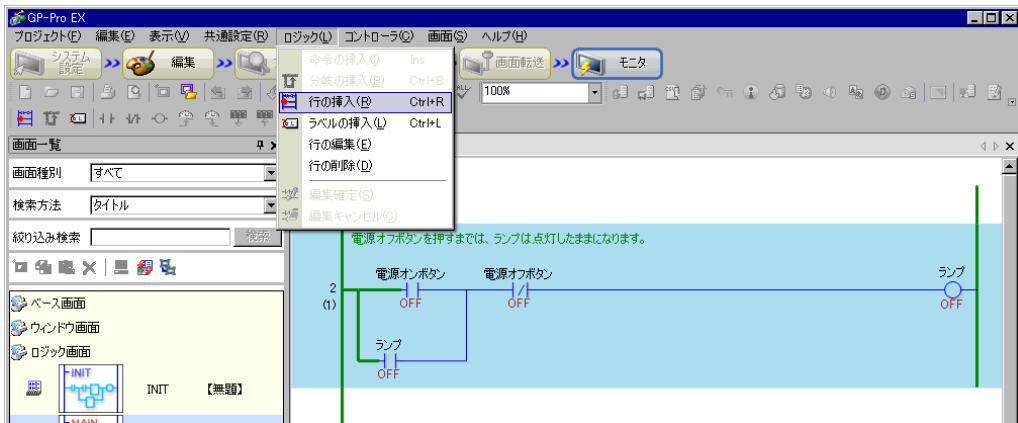 GP-Pro EX
プロジェクト(F) 編集(E) 表示(V) 共通設定(R) ロジック(L) コントローラ(C) 画面(S) ヘルプ(H)
システム設定 編集 画面転送 モニタ
命令の挿入(I) Ins
分岐の挿入(B) Ctrl+B
行の挿入(R) Ctrl+R
ラベルの挿入(L) Ctrl+L
行の編集(E)
行の削除(D)
編集確定(S)
編集キャンセル(C)
100%
画面一覧
画面種別 すべて
検索方法 タイトル
絞り込み検索 検索
ベース画面
ウィンドウ画面
ロジック画面
INIT
INIT 【無題】
MAIN
電源オフボタンを押すまでは、ランプは点灯したままになります。
電源オンボタン 電源オフボタン ランプ
2
(1) OFF OFF OFF
ランプ
OFF